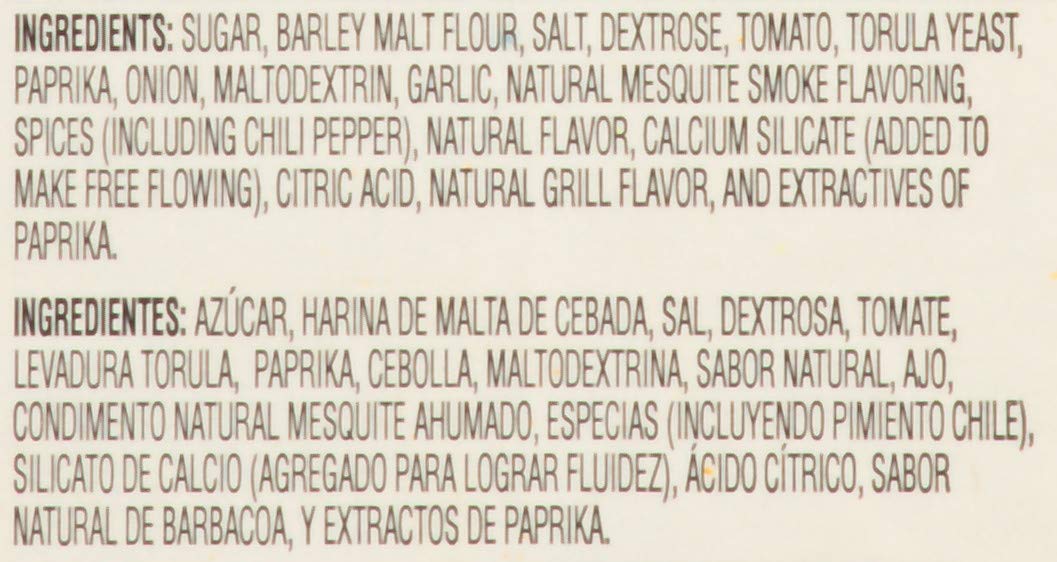 INGREDIENTS: SUGAR, BARLEY MALT FLOUR, SALT, DEXTROSE, TOMATO, TORULA YEAST,
PAPRIKA, ONION, MALTODEXTRIN, GARLIC, NATURAL MESQUITE SMOKE FLAVORING,
SPICES (INCLUDING CHILI PEPPER), NATURAL FLAVOR, CALCIUM SILICATE (ADDED TO
MAKE FREE FLOWING), CITRIC ACID, NATURAL GRILL FLAVOR, AND EXTRACTIVES OF
PAPRIKA.
INGREDIENTES: AZÚCAR, HARINA DE MALTA DE CEBADA, SAL, DEXTROSA, TOMATE,
LEVADURA TORULA, PAPRIKA, CEBOLLA, MALTODEXTRINA, SABOR NATURAL, AJO,
CONDIMENTO NATURAL MESQUITE AHUMADO, ESPECIAS (INCLUYENDO PIMIENTO CHILE),
SILICATO DE CALCIO (AGREGADO PARA LOGRAR FLUIDEZ), ÁCIDO CÍTRICO, SABOR
NATURAL DE BARBACOA, Y EXTRACTOS DE PAPRIKA.